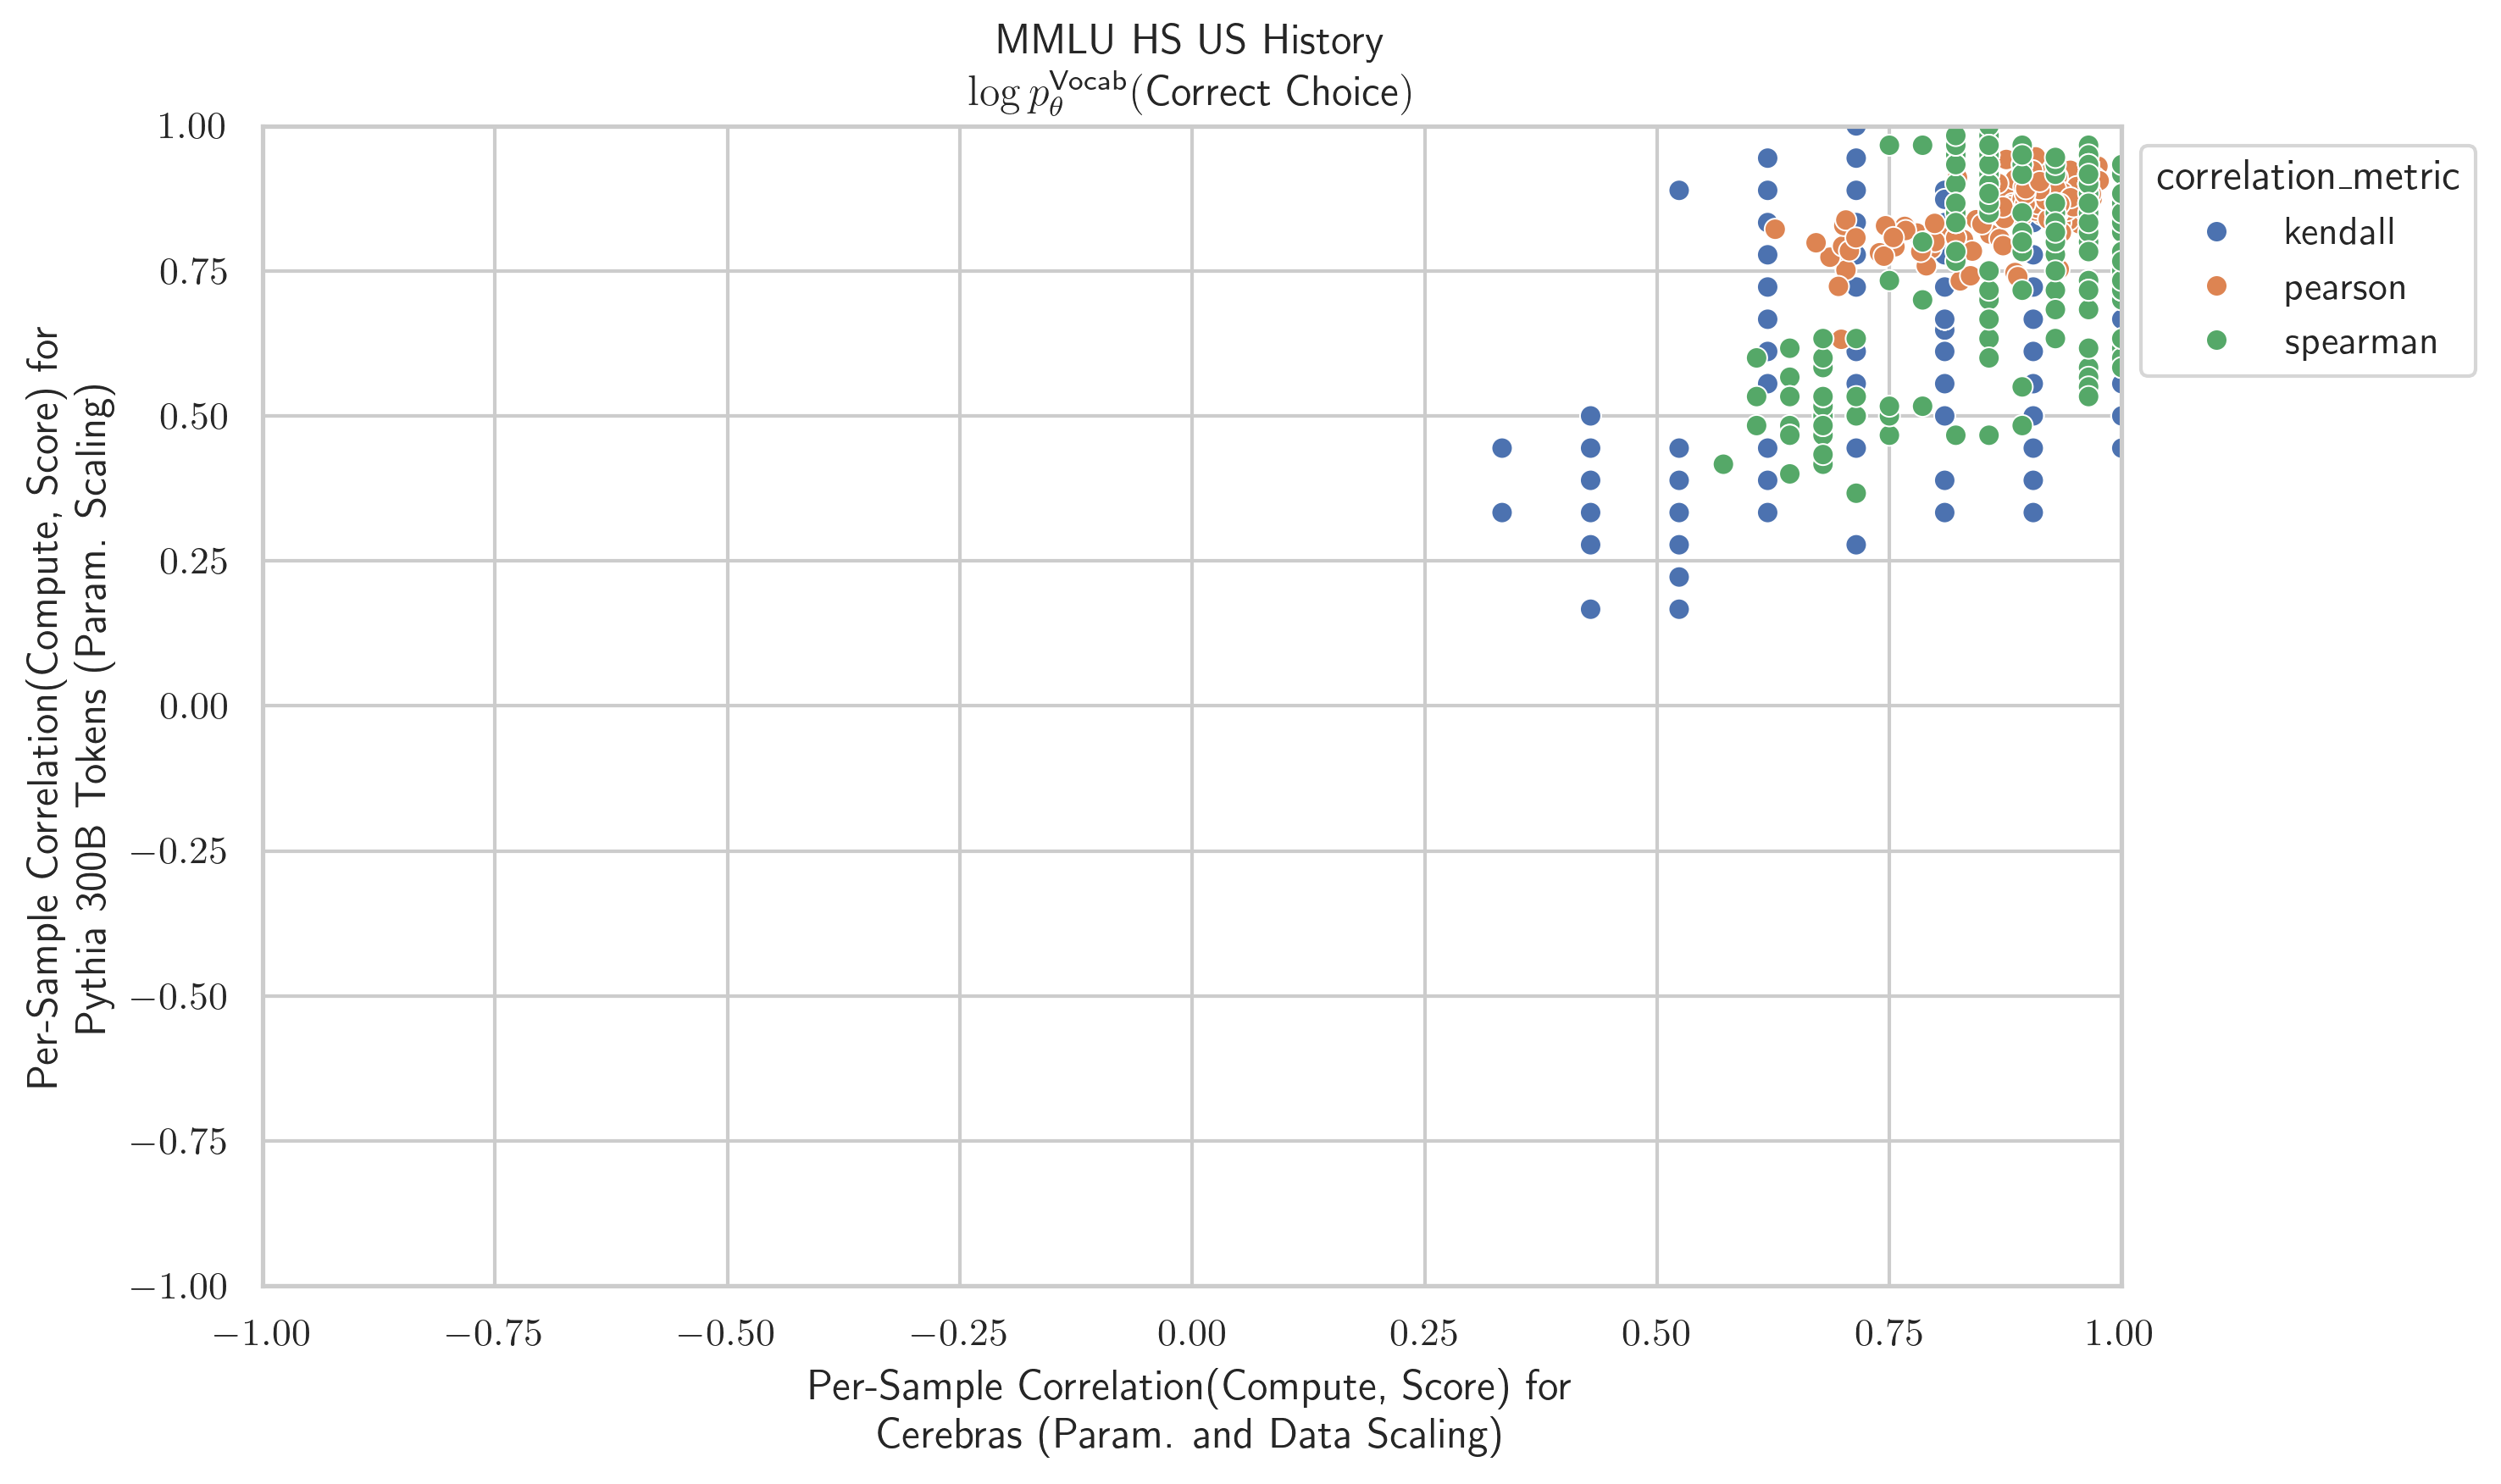 MMLU HS US History
log p_θ^Vocab(Correct Choice)
Per-Sample Correlation(Compute, Score) for
Pythia 300B Tokens (Param. Scaling)
1.00
0.75
0.50
0.25
0.00
−0.25
−0.50
−0.75
−1.00
−1.00 −0.75 −0.50 −0.25 0.00 0.25 0.50 0.75 1.00
Per-Sample Correlation(Compute, Score) for
Cerebras (Param. and Data Scaling)
correlation_metric
kendall
pearson
spearman